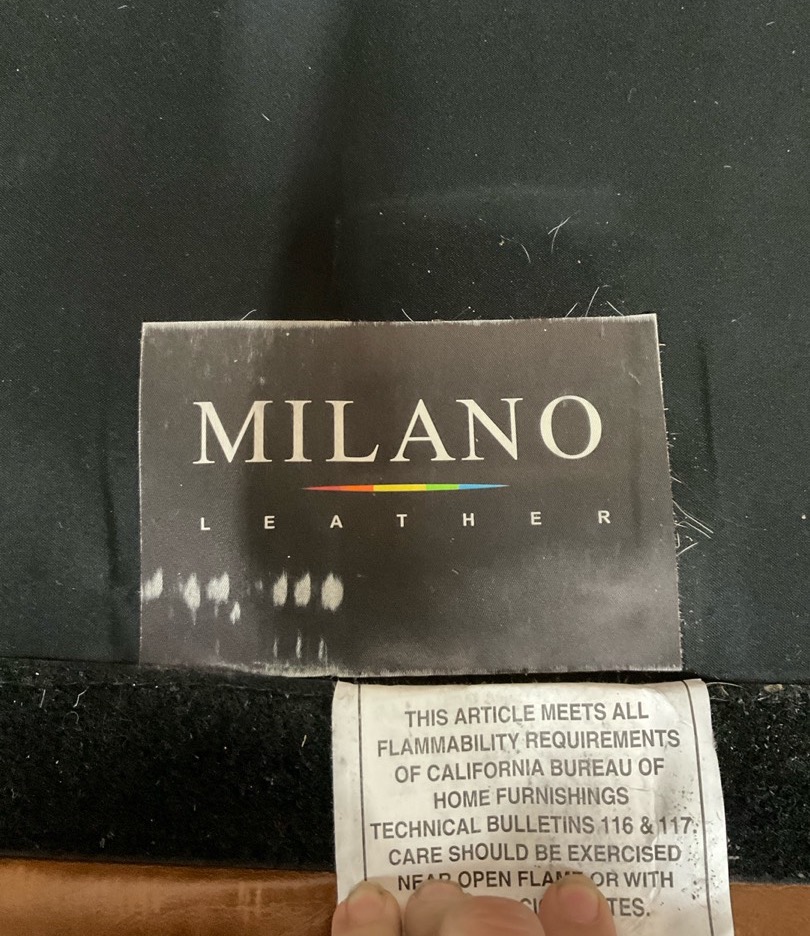 MILANO
LEATHER
THIS ARTICLE MEETS ALL
FLAMMABILITY REQUIREMENTS
OF CALIFORNIA BUREAU OF
HOME FURNISHINGS
TECHNICAL BULLETINS 116 & 117.
CARE SHOULD BE EXERCISED
NEAR OPEN FLAME OR WITH